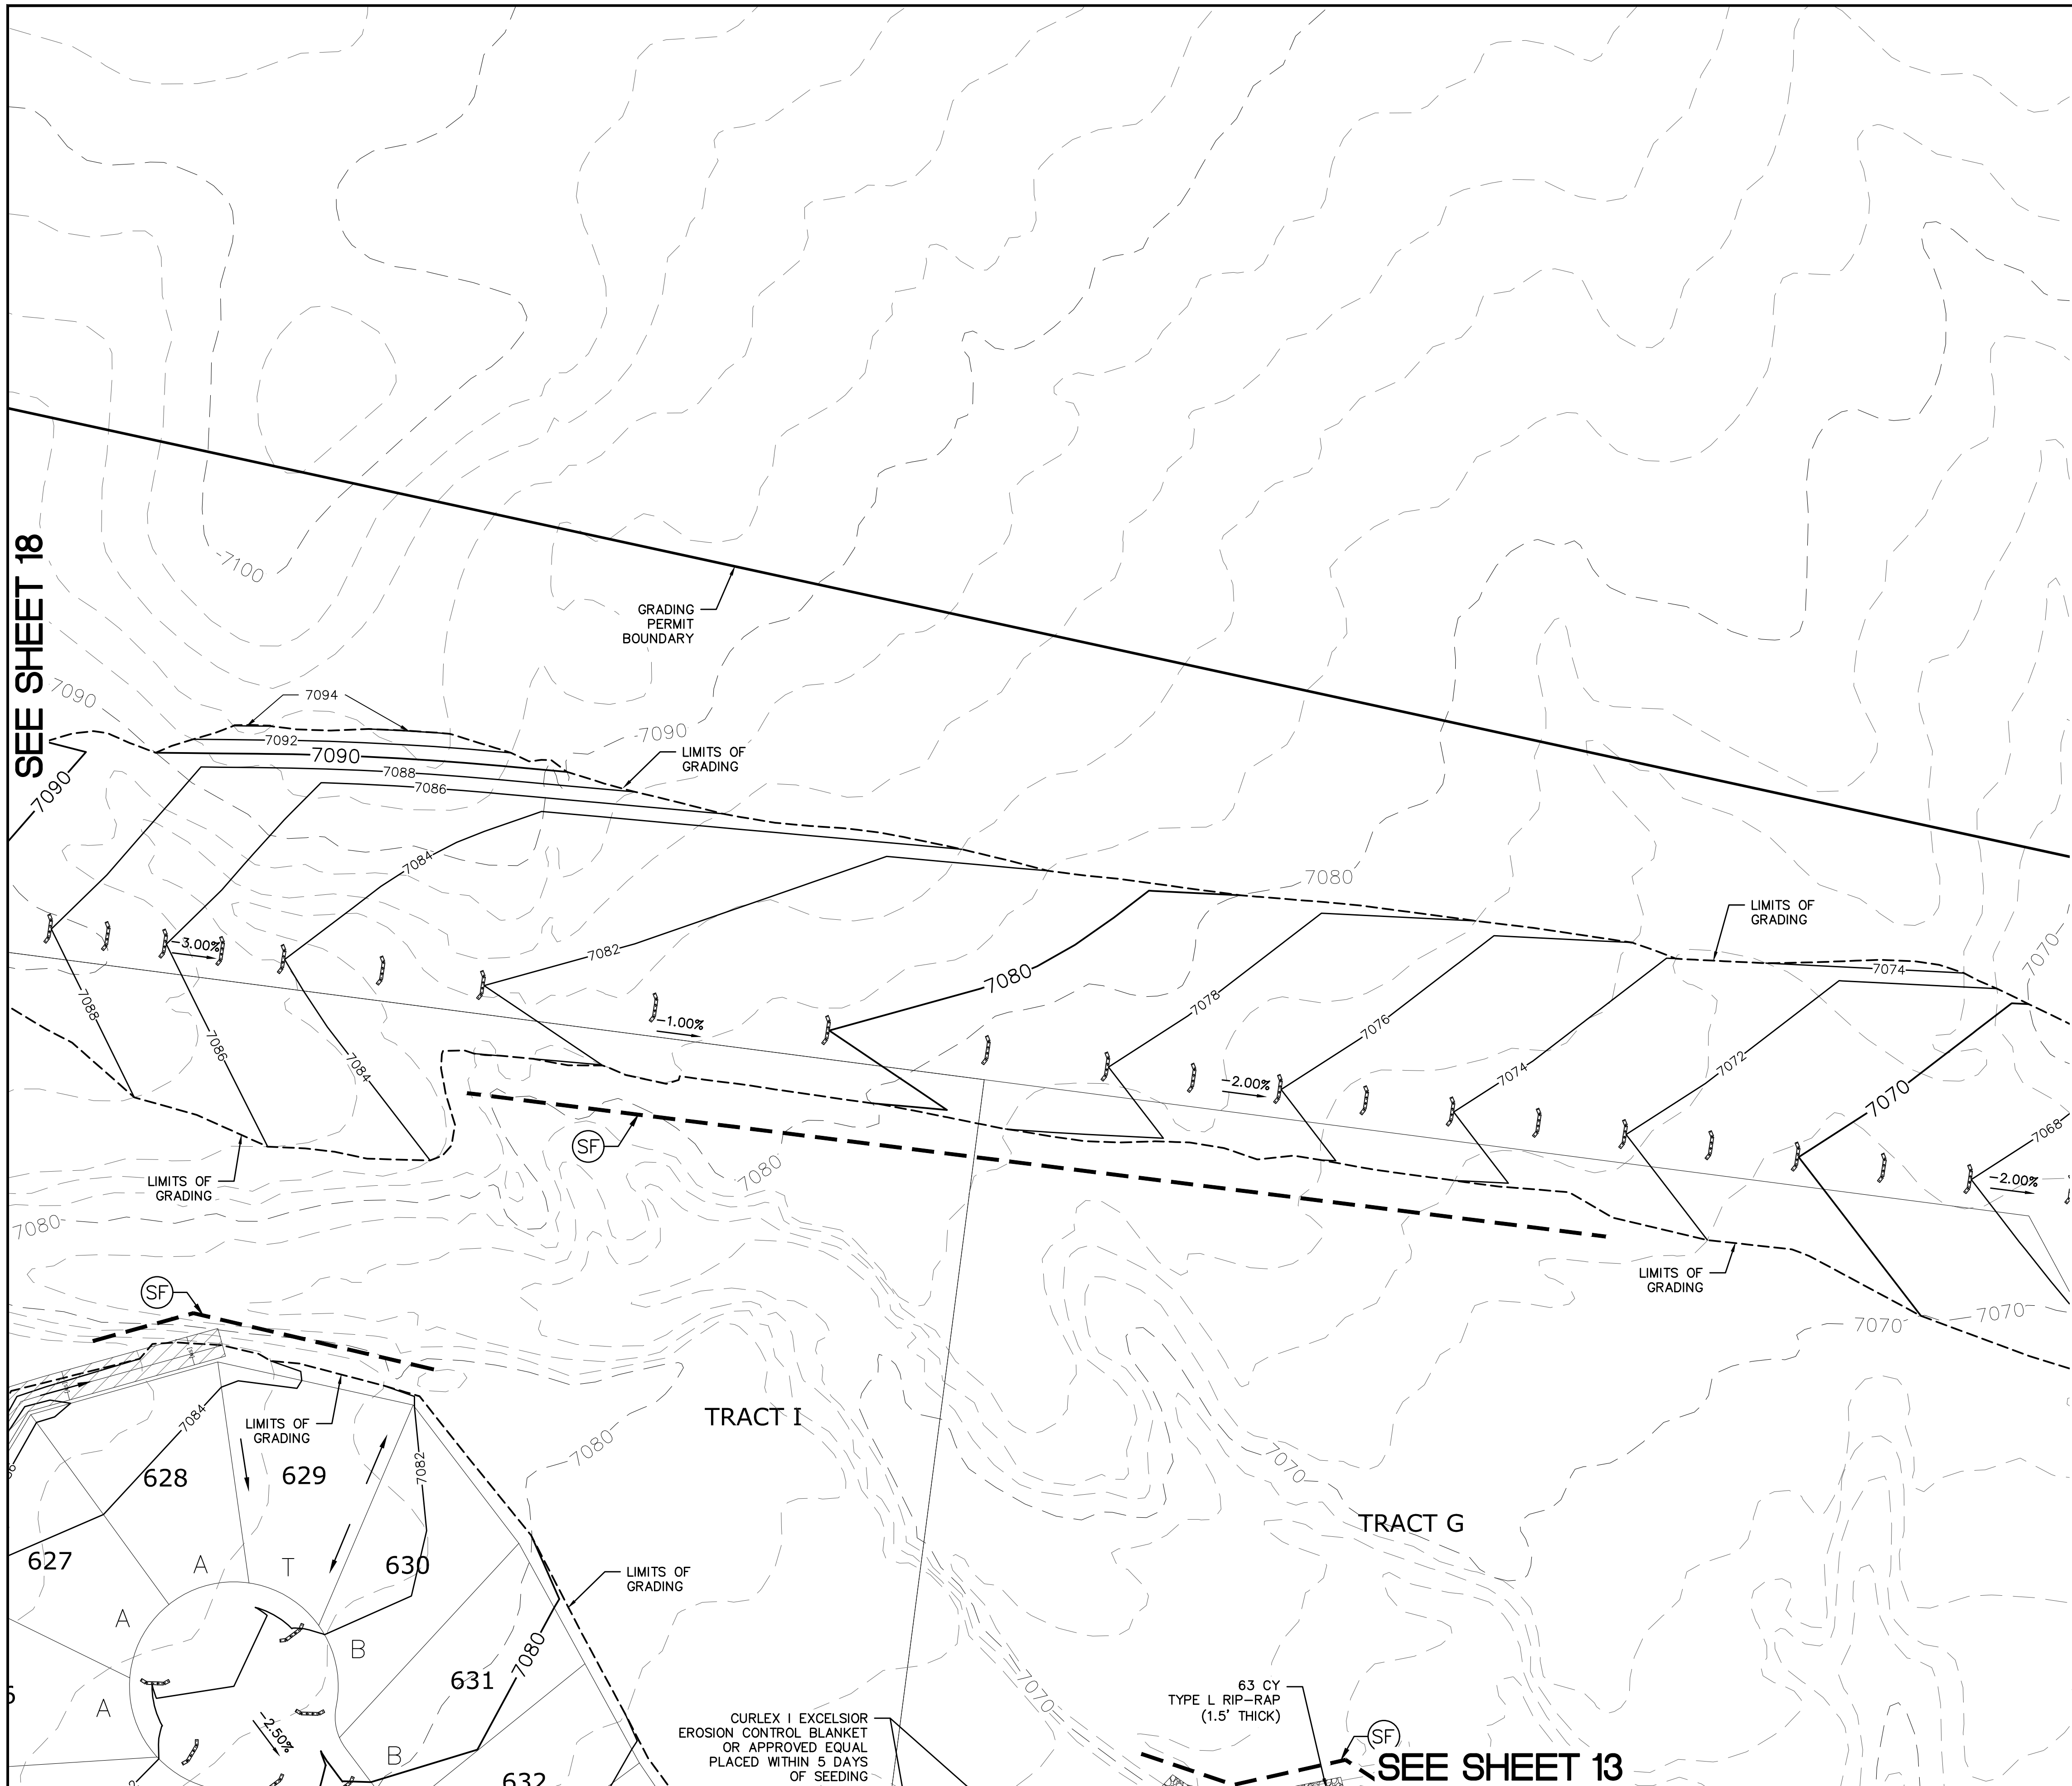 SEE SHEET 18
7100
GRADING
PERMIT
BOUNDARY
7090
7094
7092
7090
7090
7090
LIMITS OF
GRADING
7088
7086
7084
7082
7080
7080
LIMITS OF
GRADING
7074
7070
-3.00%
-1.00%
7078
7076
7074
7072
7070
7068
-2.00%
-2.00%
7088
7086
7084
SF
7080
LIMITS OF
GRADING
7080
LIMITS OF
GRADING
7070
7070
SF
7084
LIMITS OF
GRADING
7082
7080
TRACT I
7070
TRACT G
628
629
627
630
A
T
A
B
A
B
LIMITS OF
GRADING
7080
631
632
-2.50%
7070
CURLEX I EXCELSIOR
EROSION CONTROL BLANKET
OR APPROVED EQUAL
PLACED WITHIN 5 DAYS
OF SEEDING
63 CY
TYPE L RIP-RAP
(1.5' THICK)
SF
SEE SHEET 13